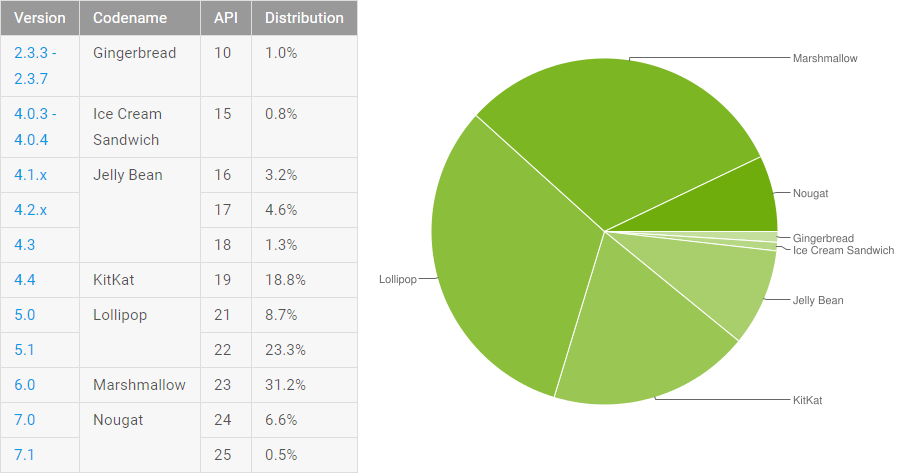 Version Codename API Distribution
2.3.3 - Gingerbread 10 1.0%
2.3.7
4.0.3 - Ice Cream 15 0.8%
4.0.4 Sandwich
4.1.x Jelly Bean 16 3.2%
4.2.x 17 4.6%
4.3 18 1.3%
4.4 KitKat 19 18.8%
5.0 Lollipop 21 8.7%
5.1 22 23.3%
6.0 Marshmallow 23 31.2%
7.0 Nougat 24 6.6%
7.1 25 0.5%
Marshmallow
Nougat
Gingerbread
Ice Cream Sandwich
Lollipop
Jelly Bean
KitKat